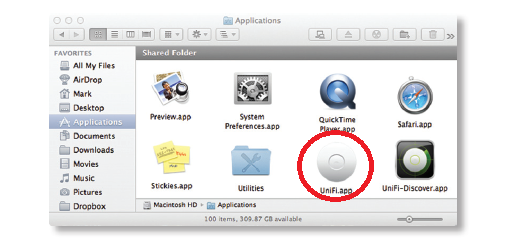 Applications
FAVORITES
All My Files
AirDrop
Mark
Desktop
Applications
Documents
Downloads
Movies
Music
Pictures
Dropbox
Shared Folder
Preview.app
System
Preferences.app
QuickTime
Player.app
Safari.app
Stickies.app
Utilities
UniFi.app
UniFi-Discover.app
Macintosh HD ▸ Applications
100 items, 309.87 GB available